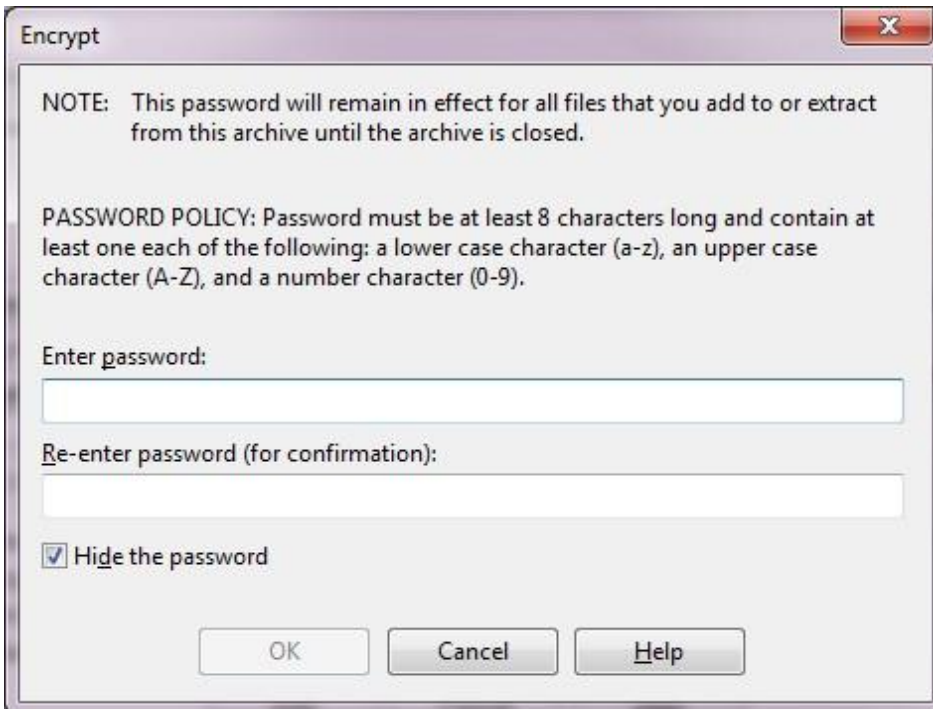 Encrypt
NOTE: This password will remain in effect for all files that you add to or extract
from this archive until the archive is closed.
PASSWORD POLICY: Password must be at least 8 characters long and contain at
least one each of the following: a lower case character (a-z), an upper case
character (A-Z), and a number character (0-9).
Enter password:
Re-enter password (for confirmation):
Hide the password
OK Cancel Help